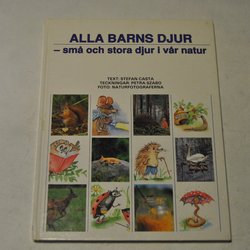 ALLA BARNS DJUR
– små och stora djur i vår natur
TEXT: STEFAN CASTA
TECKNINGAR: PETRA SZABO
FOTO: NATURFOTOGRAFERNA